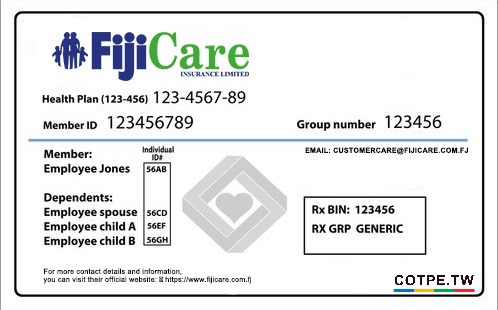 FijiCare
INSURANCE LIMITED
Health Plan (123-456) 123-4567-89
Member ID 123456789 Group number 123456
EMAIL: CUSTOMERCARE@FIJICARE.COM.FJ
Member: Individual ID#
Employee Jones 56AB
Dependents:
Employee spouse 56CD
Employee child A 56EF
Employee child B 56GH
Rx BIN: 123456
RX GRP GENERIC
For more contact details and information,
you can visit their official website: https://www.fijicare.com.fj
COTPE.TW